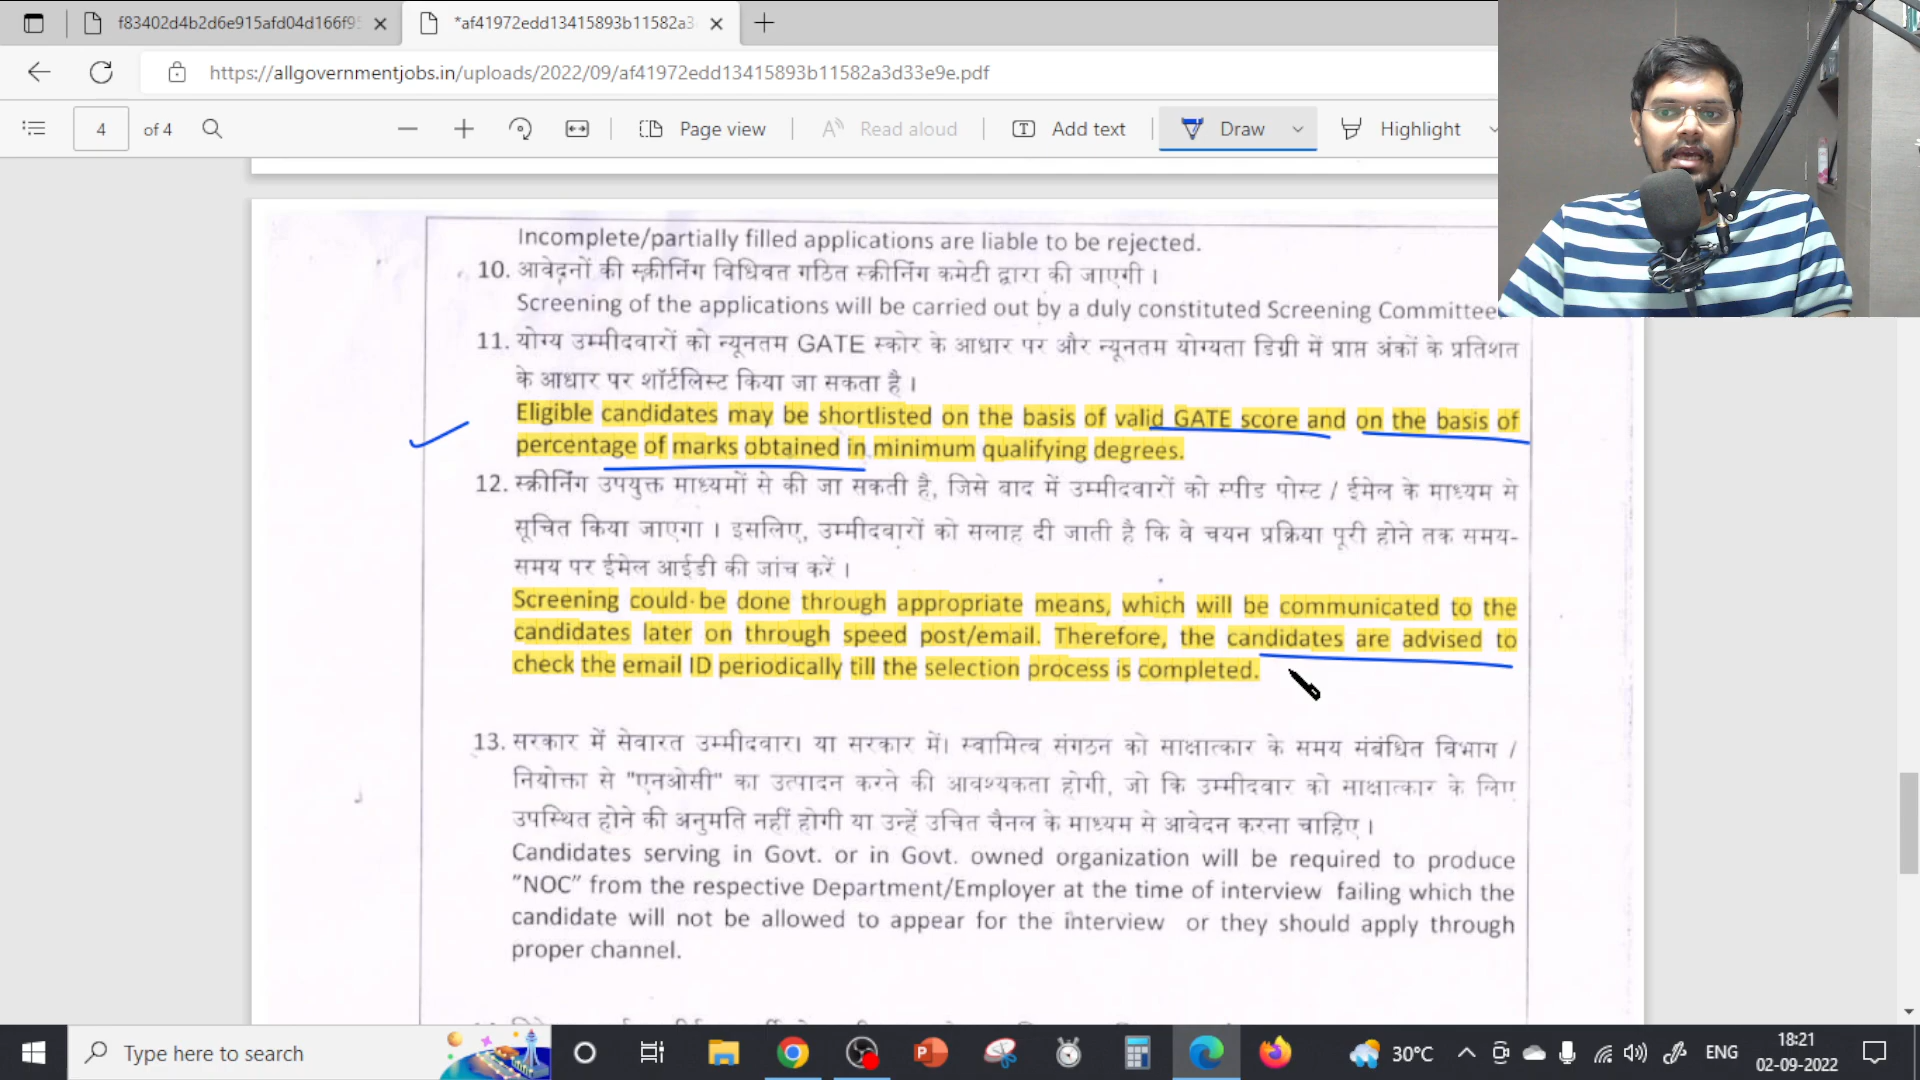 f83402d4b2d6e915afd04d166f95
*af41972edd13415893b11582a3
https://allgovernmentjobs.in/uploads/2022/09/af41972edd13415893b11582a3d33e9e.pdf
4 of 4
Page view
Read aloud
Add text
Draw
Highlight
Incomplete/partially filled applications are liable to be rejected.
10. आवेदनों की स्क्रीनिंग विधिवत गठित स्क्रीनिंग कमेटी द्वारा की जाएगी ।
Screening of the applications will be carried out by a duly constituted Screening Committee
11. योग्य उम्मीदवारों को न्यूनतम GATE स्कोर के आधार पर और न्यूनतम योग्यता डिग्री में प्राप्त अंकों के प्रतिशत
के आधार पर शॉर्टलिस्ट किया जा सकता है ।
Eligible candidates may be shortlisted on the basis of valid GATE score and on the basis of
percentage of marks obtained in minimum qualifying degrees.
12. स्क्रीनिंग उपयुक्त माध्यमों से की जा सकती है, जिसे बाद में उम्मीदवारों को स्पीड पोस्ट / ईमेल के माध्यम से
सूचित किया जाएगा । इसलिए, उम्मीदवारों को सलाह दी जाती है कि वे चयन प्रक्रिया पूरी होने तक समय-
समय पर ईमेल आईडी की जांच करें ।
Screening could be done through appropriate means, which will be communicated to the
candidates later on through speed post/email. Therefore, the candidates are advised to
check the email ID periodically till the selection process is completed.
13. सरकार में सेवारत उम्मीदवार। या सरकार में। स्वामित्व संगठन को साक्षात्कार के समय संबंधित विभाग /
नियोक्ता से "एनओसी" का उत्पादन करने की आवश्यकता होगी, जो कि उम्मीदवार को साक्षात्कार के लिए
उपस्थित होने की अनुमति नहीं होगी या उन्हें उचित चैनल के माध्यम से आवेदन करना चाहिए ।
Candidates serving in Govt. or in Govt. owned organization will be required to produce
"NOC" from the respective Department/Employer at the time of interview failing which the
candidate will not be allowed to appear for the interview or they should apply through
proper channel.
Type here to search
30°C
ENG
18:21
02-09-2022